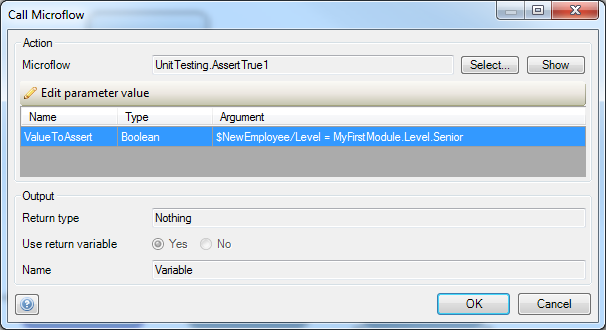 Call Microflow
Action
Microflow UnitTesting.AssertTrue1 Select... Show
Edit parameter value
Name Type Argument
ValueToAssert Boolean $NewEmployee/Level = MyFirstModule.Level.Senior
Output
Return type Nothing
Use return variable Yes No
Name Variable
? OK Cancel